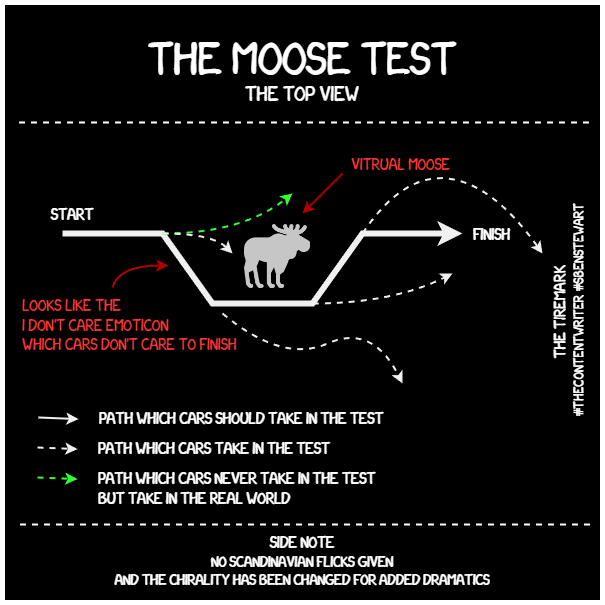 THE MOOSE TEST
THE TOP VIEW
VITRUAL MOOSE
START
FINISH
LOOKS LIKE THE
I DON'T CARE EMOTICON
WHICH CARS DON'T CARE TO FINISH
THE TIREMARK
#THECONTENTWRITER #SBENSTEWART
PATH WHICH CARS SHOULD TAKE IN THE TEST
PATH WHICH CARS TAKE IN THE TEST
PATH WHICH CARS NEVER TAKE IN THE TEST
BUT TAKE IN THE REAL WORLD
SIDE NOTE
NO SCANDINAVIAN FLICKS GIVEN
AND THE CHIRALITY HAS BEEN CHANGED FOR ADDED DRAMATICS